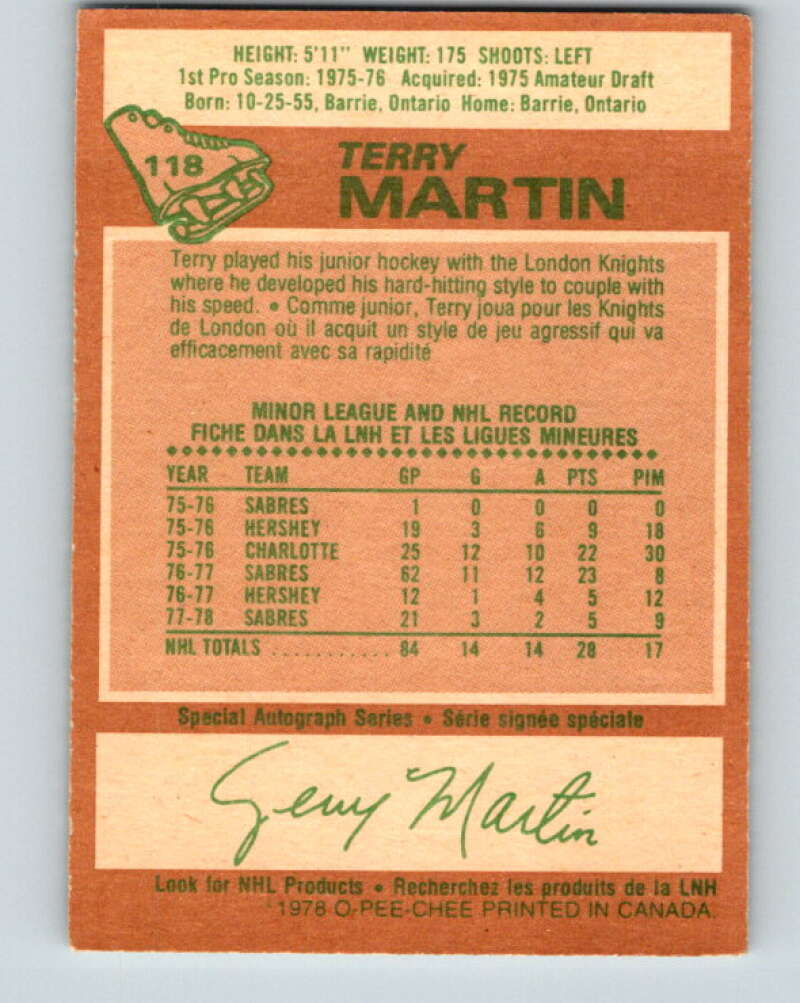 HEIGHT: 5'11" WEIGHT: 175 SHOOTS: LEFT
1st Pro Season: 1975-76 Acquired: 1975 Amateur Draft
Born: 10-25-55, Barrie, Ontario Home: Barrie, Ontario
118
TERRY
MARTIN
Terry played his junior hockey with the London Knights
where he developed his hard-hitting style to couple with
his speed. • Comme junior, Terry joua pour les Knights
de London où il acquit un style de jeu agressif qui va
efficacement avec sa rapidité
MINOR LEAGUE AND NHL RECORD
FICHE DANS LA LNH ET LES LIGUES MINEURES
YEAR TEAM GP G A PTS PIM
75-76 SABRES 1 0 0 0 0
75-76 HERSHEY 19 3 6 9 18
75-76 CHARLOTTE 25 12 10 22 30
76-77 SABRES 62 11 12 23 8
76-77 HERSHEY 12 1 4 5 12
77-78 SABRES 21 3 2 5 9
NHL TOTALS ............ 84 14 14 28 17
Special Autograph Series • Série signée spéciale
Terry Martin
Look for NHL Products • Recherchez les produits de la LNH
1978 O-PEE-CHEE PRINTED IN CANADA.